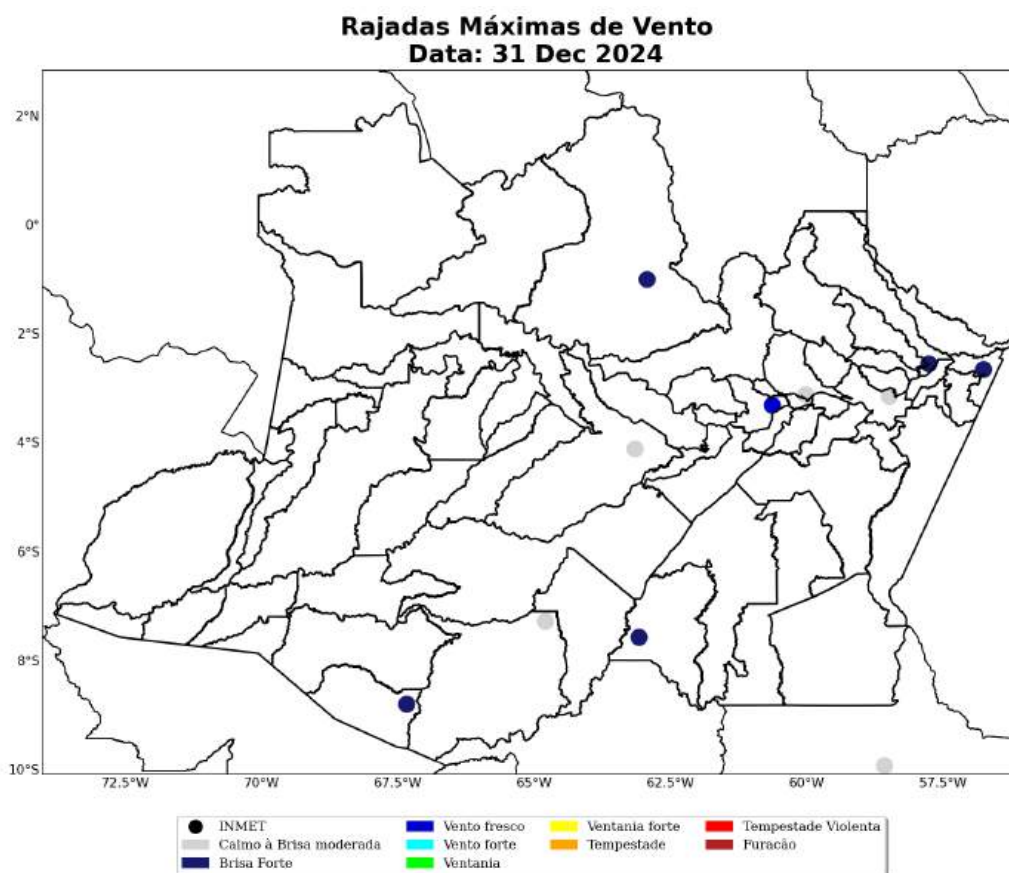 Rajadas Máximas de Vento
Data: 31 Dec 2024
2°N
0°
2°S
4°S
6°S
8°S
10°S
72.5°W 70°W 67.5°W 65°W 62.5°W 60°W 57.5°W
INMET
Calmo à Brisa moderada
Brisa Forte
Vento fresco
Vento forte
Ventania
Ventania forte
Tempestade
Tempestade Violenta
Furacão